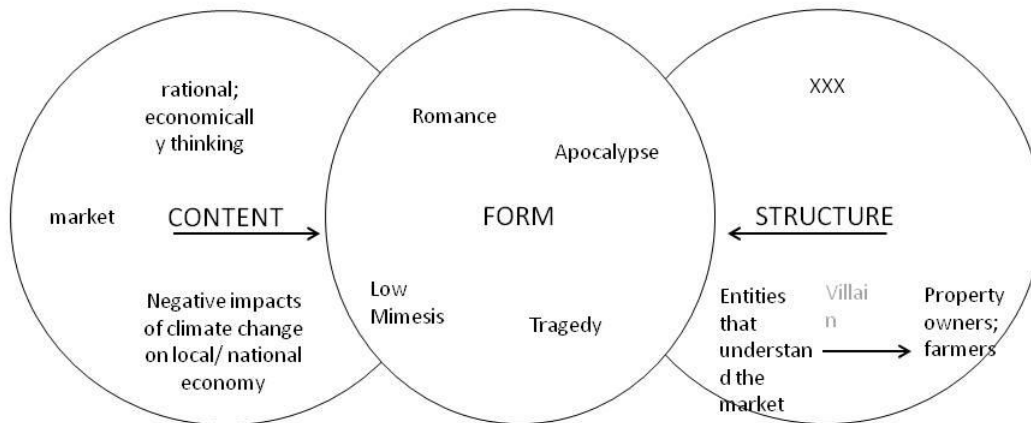 rational;
economicall
y thinking
market
CONTENT
Negative impacts
of climate change
on local/ national
economy
Romance
Apocalypse
FORM
Low
Mimesis
Tragedy
XXX
STRUCTURE
Entities
that
understan
d the
market
Villai
n
Property
owners;
farmers